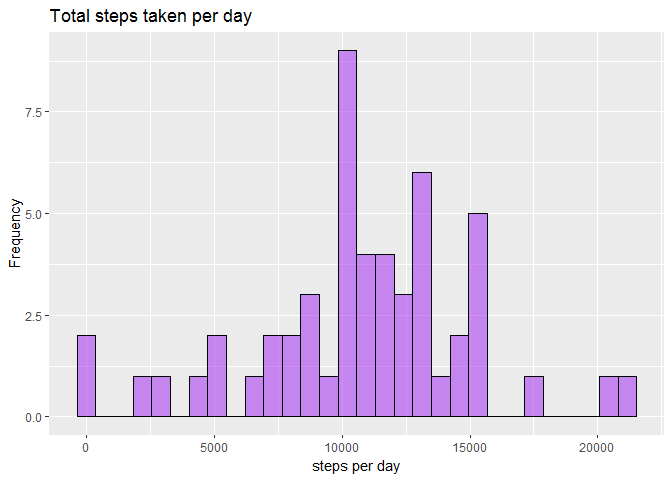 Total steps taken per day
Frequency
7.5
5.0
2.5
0.0
0 5000 10000 15000 20000
steps per day